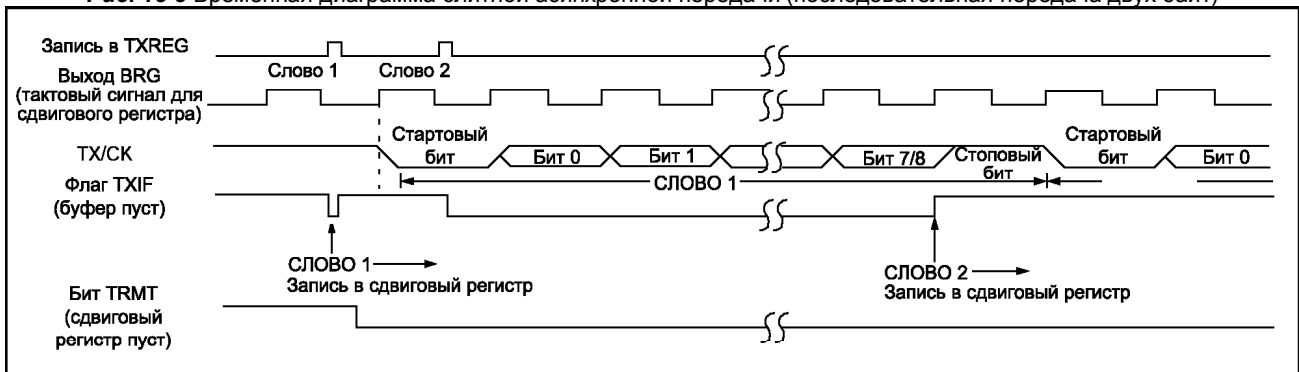 Запись в TXREG
Слово 1
Слово 2
Выход BRG
(тактовый сигнал для
сдвигового регистра)
TX/CK
Стартовый
бит
Бит 0
Бит 1
Бит 7/8
Стоповый
бит
Стартовый
бит
Бит 0
СЛОВО 1
Флаг TXIF
(буфер пуст)
СЛОВО 1
Запись в сдвиговый регистр
СЛОВО 2
Запись в сдвиговый регистр
Бит TRMT
(сдвиговый
регистр пуст)